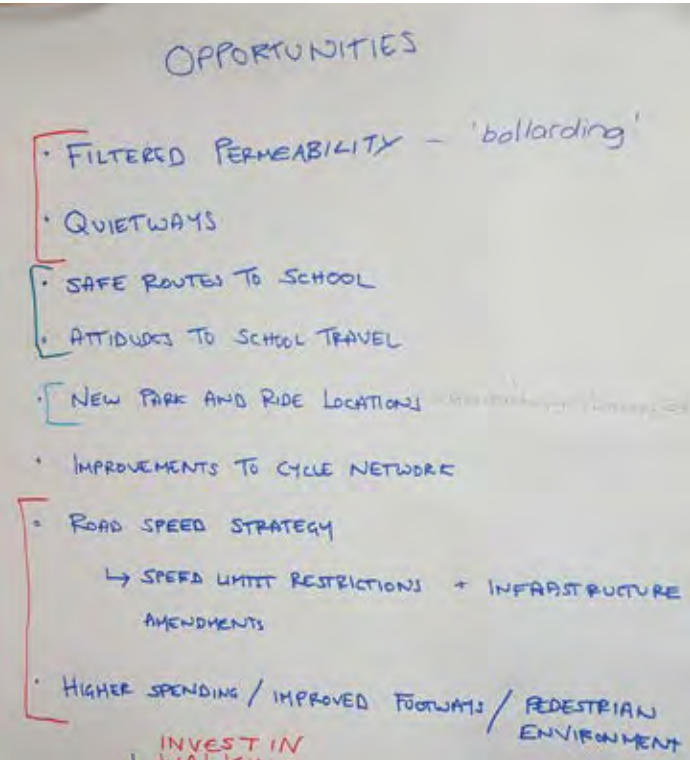 OPPORTUNITIES
· FILTERED PERMEABILITY – 'bollarding'
· QUIETWAYS
· SAFE ROUTES TO SCHOOL
· ATTIDUDES TO SCHOOL TRAVEL
· NEW PARK AND RIDE LOCATIONS
· IMPROVEMENTS TO CYCLE NETWORK
· ROAD SPEED STRATEGY
↳ SPEED LIMIT RESTRICTIONS + INFRASTRUCTURE
AMENDMENTS
· HIGHER SPENDING / IMPROVED FOOTWAYS / PEDESTRIAN
ENVIRONMENT
INVEST IN